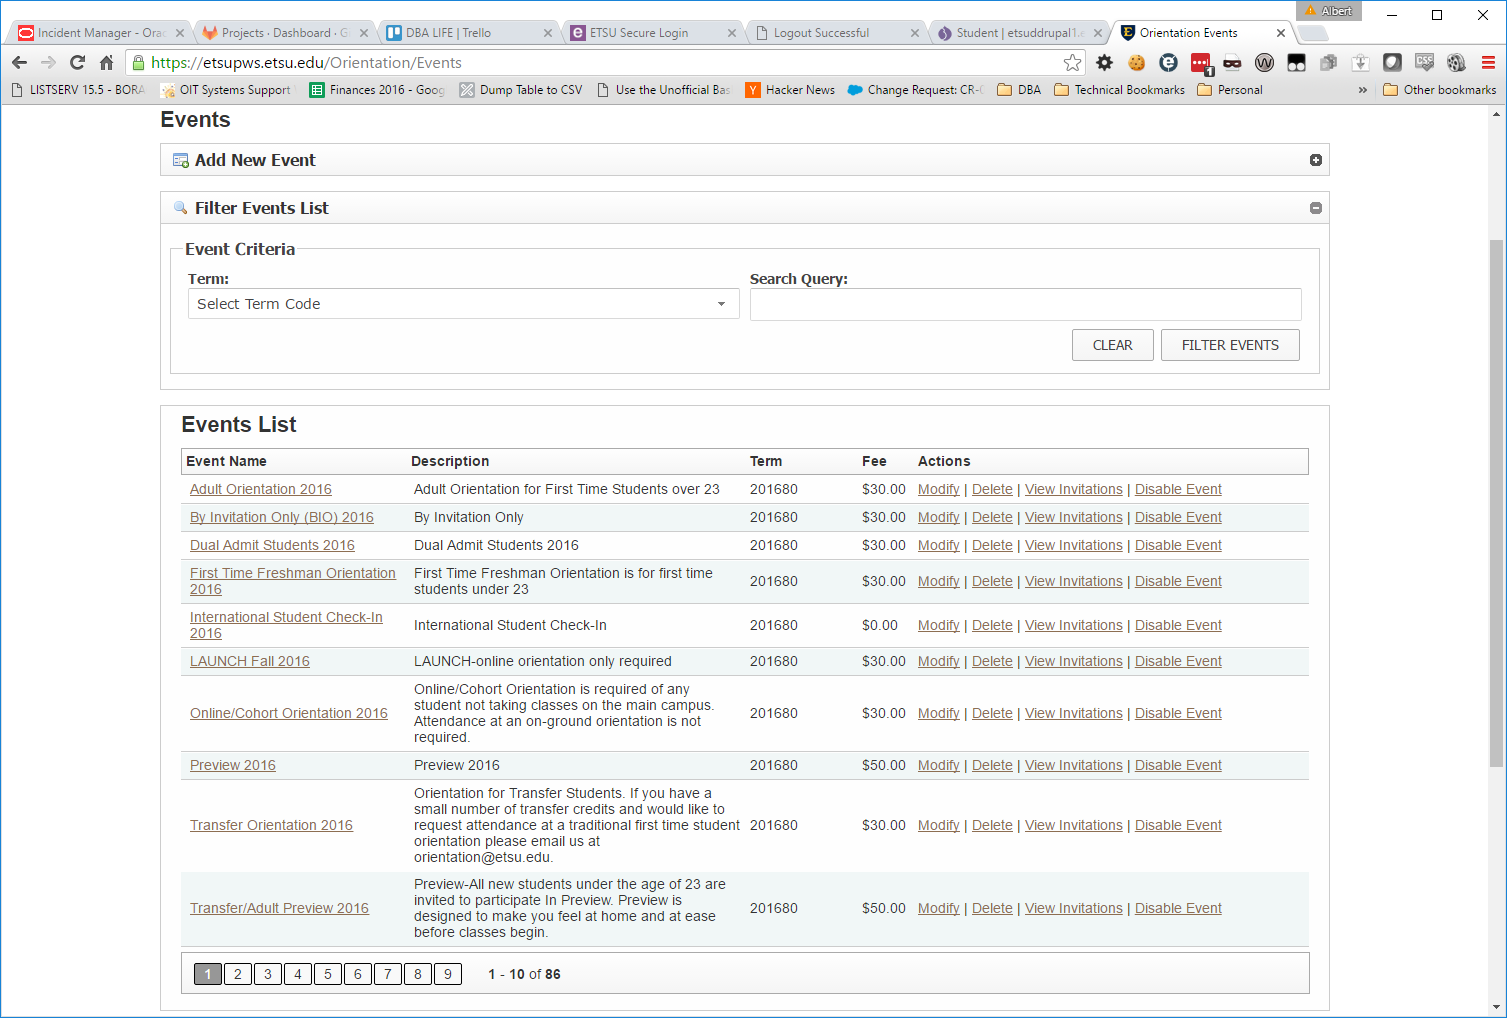 Albert
Incident Manager - Orac
Projects · Dashboard · G
DBA LIFE | Trello
ETSU Secure Login
Logout Successful
Student | etsuddrupal1.e
Orientation Events
https://etsupws.etsu.edu/Orientation/Events
LISTSERV 15.5 - BORA
OIT Systems Support
Finances 2016 - Goog
Dump Table to CSV
Use the Unofficial Bas
Hacker News
Change Request: CR-0
DBA
Technical Bookmarks
Personal
»
Other bookmarks
Events
Add New Event
Filter Events List
Event Criteria
Term: Search Query:
Select Term Code
CLEAR FILTER EVENTS
Events List
Event Name Description Term Fee Actions
Adult Orientation 2016 Adult Orientation for First Time Students over 23 201680 $30.00 Modify | Delete | View Invitations | Disable Event
By Invitation Only (BIO) 2016 By Invitation Only 201680 $30.00 Modify | Delete | View Invitations | Disable Event
Dual Admit Students 2016 Dual Admit Students 2016 201680 $30.00 Modify | Delete | View Invitations | Disable Event
First Time Freshman Orientation
2016
First Time Freshman Orientation is for first time
students under 23
201680 $30.00 Modify | Delete | View Invitations | Disable Event
International Student Check-In
2016
International Student Check-In 201680 $0.00 Modify | Delete | View Invitations | Disable Event
LAUNCH Fall 2016 LAUNCH-online orientation only required 201680 $30.00 Modify | Delete | View Invitations | Disable Event
Online/Cohort Orientation 2016
Online/Cohort Orientation is required of any
student not taking classes on the main campus.
Attendance at an on-ground orientation is not
required.
201680 $30.00 Modify | Delete | View Invitations | Disable Event
Preview 2016 Preview 2016 201680 $50.00 Modify | Delete | View Invitations | Disable Event
Transfer Orientation 2016
Orientation for Transfer Students. If you have a
small number of transfer credits and would like to
request attendance at a traditional first time student
orientation please email us at
orientation@etsu.edu.
201680 $30.00 Modify | Delete | View Invitations | Disable Event
Transfer/Adult Preview 2016
Preview-All new students under the age of 23 are
invited to participate In Preview. Preview is
designed to make you feel at home and at ease
before classes begin.
201680 $50.00 Modify | Delete | View Invitations | Disable Event
1 2 3 4 5 6 7 8 9 1 - 10 of 86